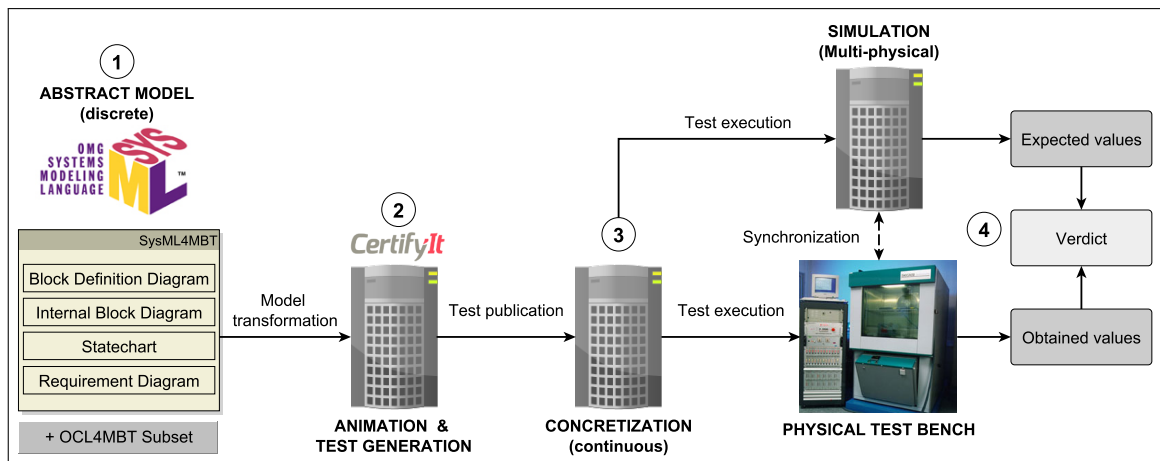 1
ABSTRACT MODEL
(discrete)
OMG
SYSTEMS
MODELING
LANGUAGE
SYS
ML
™
SysML4MBT
Block Definition Diagram
Internal Block Diagram
Statechart
Requirement Diagram
+ OCL4MBT Subset
Model
transformation
2
CertifyIt
ANIMATION &
TEST GENERATION
Test publication
3
CONCRETIZATION
(continuous)
Test execution
Test execution
SIMULATION
(Multi-physical)
Synchronization
PHYSICAL TEST BENCH
4
Expected values
Verdict
Obtained values